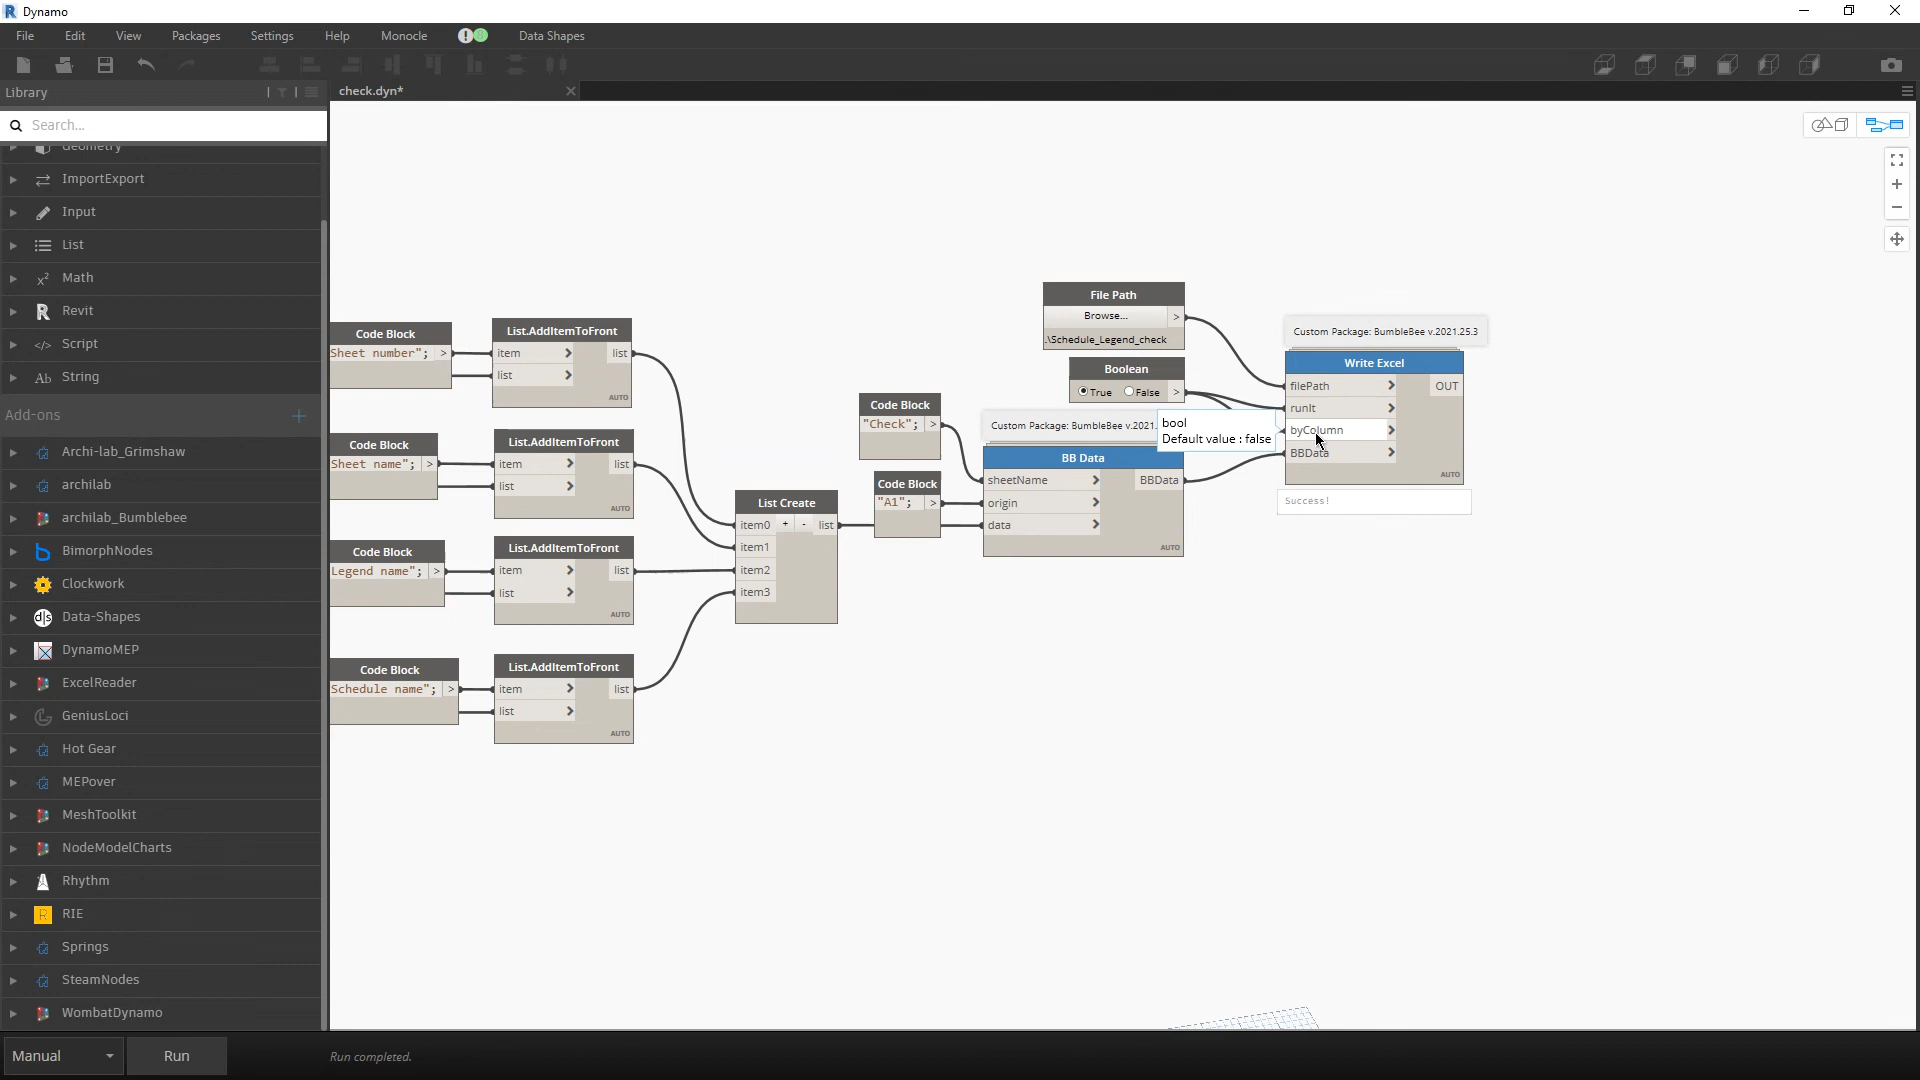 Dynamo
File Edit View Packages Settings Help Monocle Data Shapes
Library
check.dyn*
Search...
Geometry
ImportExport
Input
List
Math
Revit
Script
String
Add-ons
Archi-lab_Grimshaw
archilab
archilab_Bumblebee
BimorphNodes
Clockwork
Data-Shapes
DynamoMEP
ExcelReader
GeniusLoci
Hot Gear
MEPover
MeshToolkit
NodeModelCharts
Rhythm
RIE
Springs
SteamNodes
WombatDynamo
Code Block
Sheet number"; >
List.AddItemToFront
item > list
list >
AUTO
Code Block
Sheet name"; >
List.AddItemToFront
item > list
list >
AUTO
Code Block
Legend name"; >
List.AddItemToFront
item > list
list >
AUTO
Code Block
Schedule name"; >
List.AddItemToFront
item > list
list >
AUTO
List Create
item0 + - list
item1
item2
item3
Code Block
"Check"; >
Code Block
"A1"; >
Custom Package: BumbleBee v.2021.
BB Data
sheetName > BBData
origin >
data >
AUTO
File Path
Browse... >
.\Schedule_Legend_check
Boolean
True False >
bool
Default value : false
Custom Package: BumbleBee v.2021.25.3
Write Excel
filePath > OUT
runIt >
byColumn >
BBData >
AUTO
Success!
Manual Run Run completed.